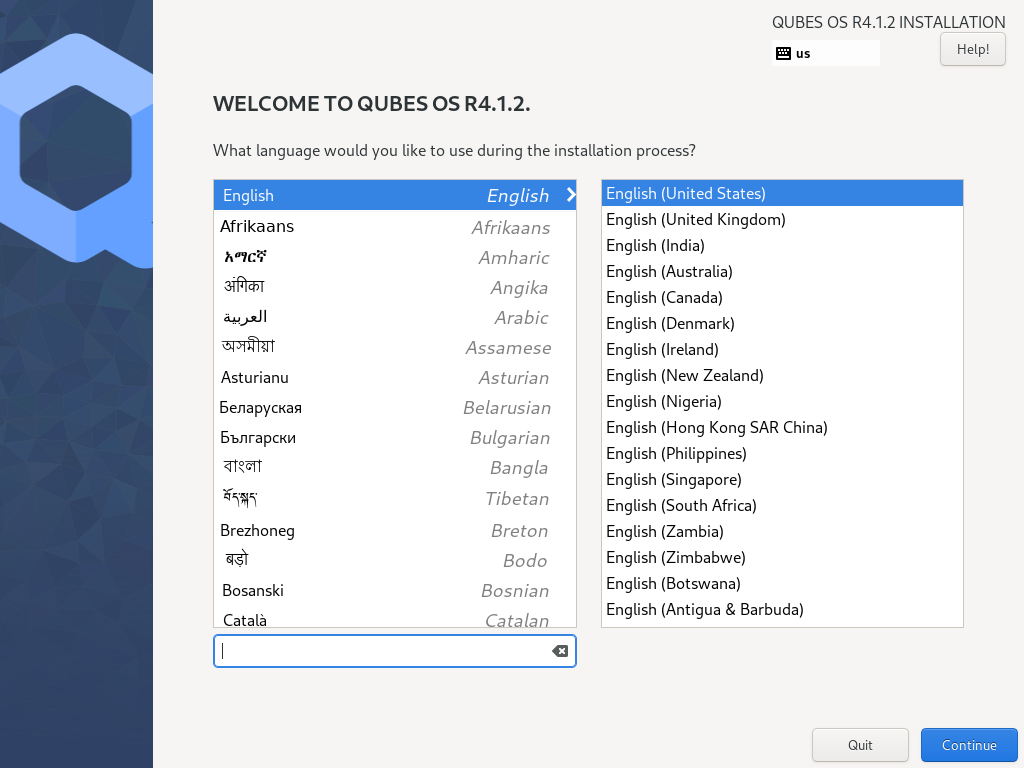 QUBES OS R4.1.2 INSTALLATION
us
Help!
WELCOME TO QUBES OS R4.1.2.
What language would you like to use during the installation process?
English English
Afrikaans Afrikaans
አማርኛ Amharic
अंगिका Angika
العربية Arabic
অসমীয়া Assamese
Asturianu Asturian
Беларуская Belarusian
Български Bulgarian
বাংলা Bangla
བོད་སྐད་ Tibetan
Brezhoneg Breton
बड़ो Bodo
Bosanski Bosnian
Català Catalan
English (United States)
English (United Kingdom)
English (India)
English (Australia)
English (Canada)
English (Denmark)
English (Ireland)
English (New Zealand)
English (Nigeria)
English (Hong Kong SAR China)
English (Philippines)
English (Singapore)
English (South Africa)
English (Zambia)
English (Zimbabwe)
English (Botswana)
English (Antigua & Barbuda)
Quit
Continue